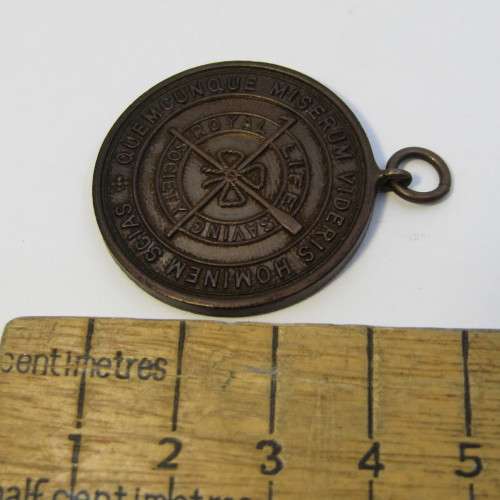 ✠ QUEMCUNQUE MISERUM VIDERIS HOMINEM SCIAS
ROYAL LIFE SAVING SOCIETY
centimetres
1 2 3 4 5
half centimetres